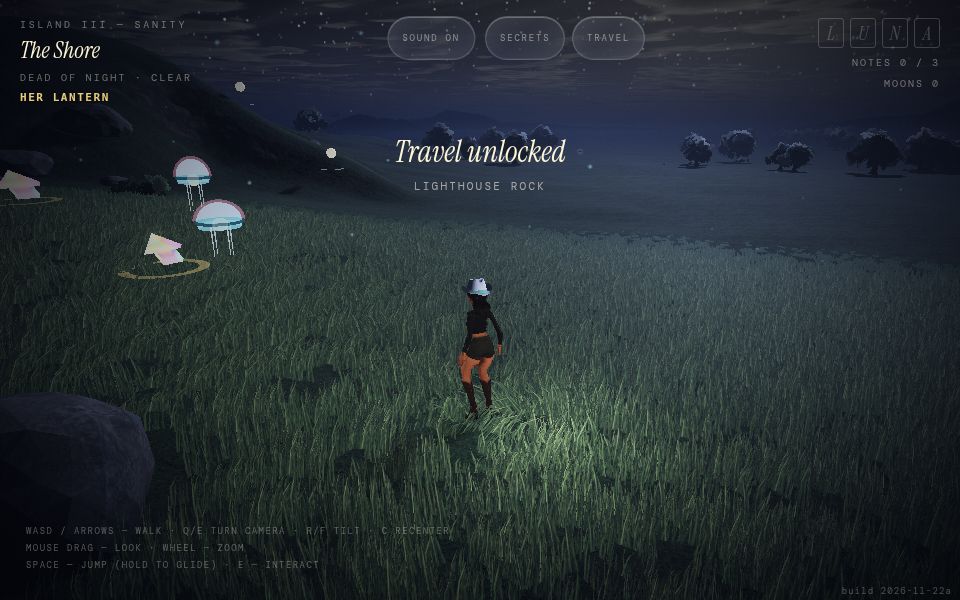 ISLAND III — SANITY
The Shore
DEAD OF NIGHT · CLEAR
HER LANTERN
SOUND ON
SECRETS
TRAVEL
L U N A
NOTES 0 / 3
MOONS 0
Travel unlocked
LIGHTHOUSE ROCK
WASD / ARROWS — WALK · Q/E TURN CAMERA · R/F TILT · C RECENTER
MOUSE DRAG — LOOK · WHEEL — ZOOM
SPACE — JUMP (HOLD TO GLIDE) · E — INTERACT
build 2026-11-22a